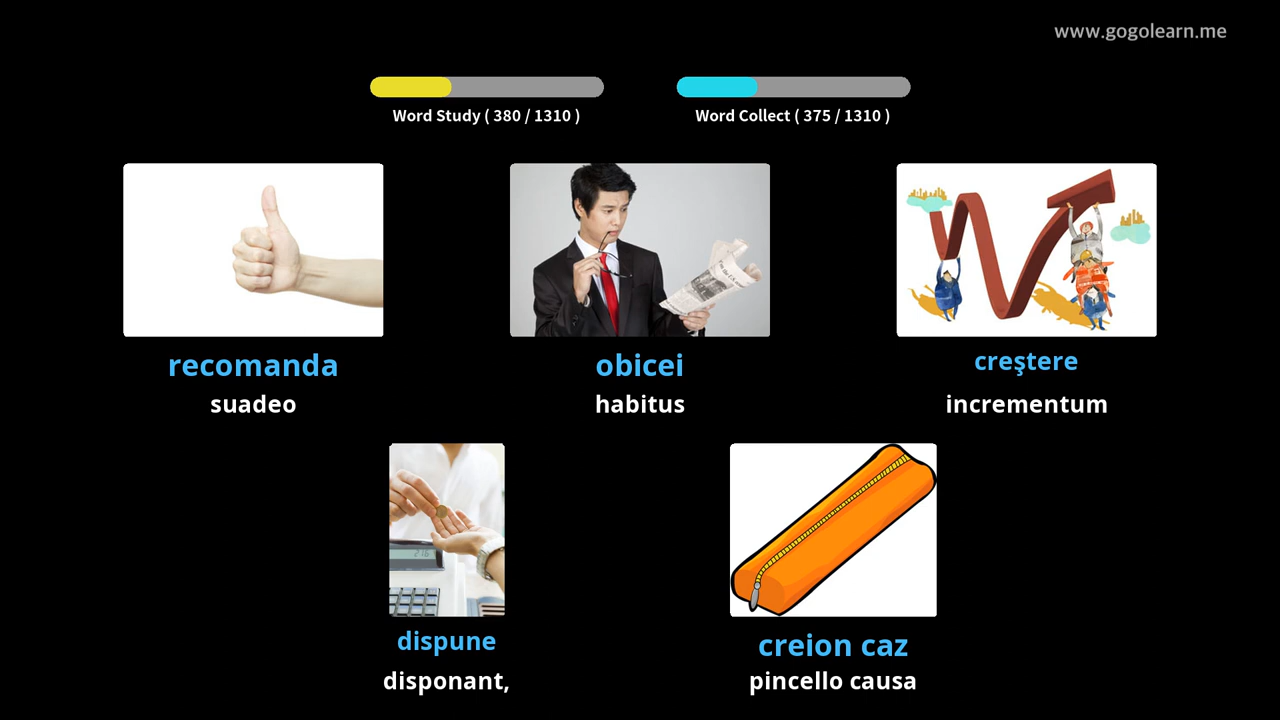 www.gogolearn.me
Word Study ( 380 / 1310 )
Word Collect ( 375 / 1310 )
recomanda
obicei
creştere
suadeo
habitus
incrementum
dispune
creion caz
disponant,
pincello causa